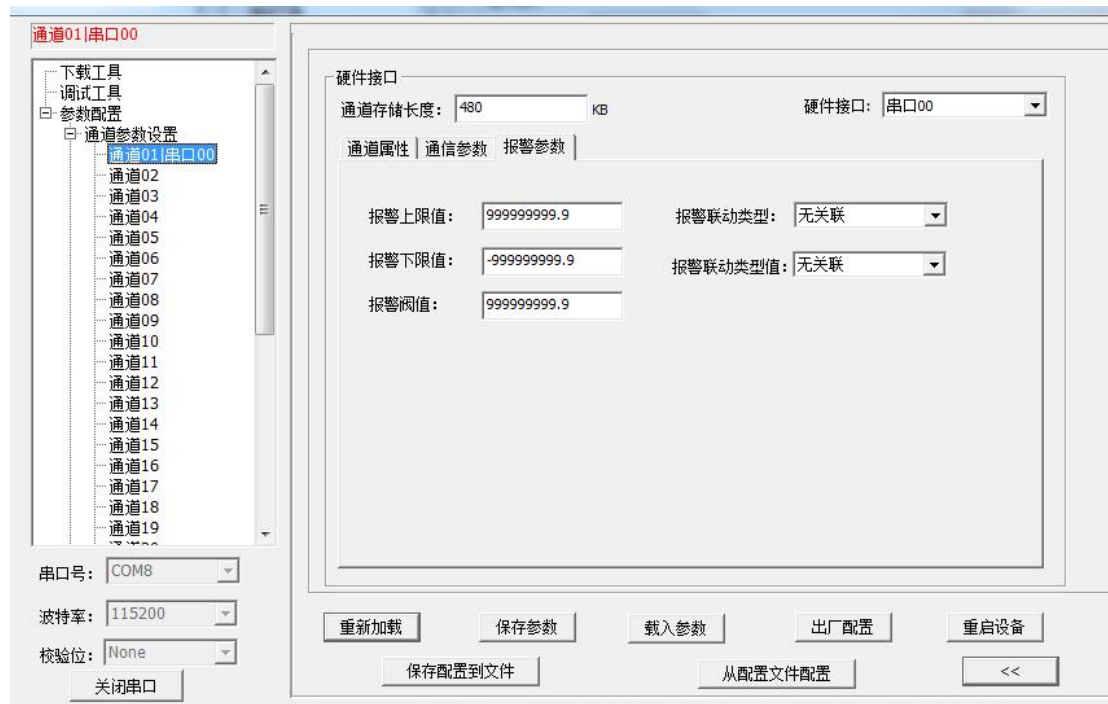 通道01|串口00
下载工具
调试工具
参数配置
通道参数设置
通道01|串口00
通道02
通道03
通道04
通道05
通道06
通道07
通道08
通道09
通道10
通道11
通道12
通道13
通道14
通道15
通道16
通道17
通道18
通道19
串口号： COM8
波特率： 115200
校验位： None
关闭串口
硬件接口
通道存储长度： 480 KB
硬件接口: 串口00
通道属性 通信参数 报警参数
报警上限值： 999999999.9 报警联动类型： 无关联
报警下限值： -999999999.9 报警联动类型值: 无关联
报警阀值： 999999999.9
重新加载 保存参数 载入参数 出厂配置 重启设备
保存配置到文件 从配置文件配置 <<